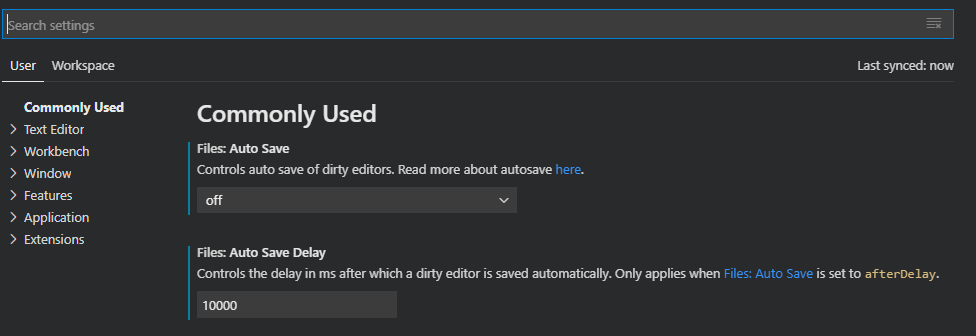 Search settings
User Workspace Last synced: now
Commonly Used
Text Editor
Workbench
Window
Features
Application
Extensions
Commonly Used
Files: Auto Save
Controls auto save of dirty editors. Read more about autosave here.
off
Files: Auto Save Delay
Controls the delay in ms after which a dirty editor is saved automatically. Only applies when Files: Auto Save is set to afterDelay.
10000